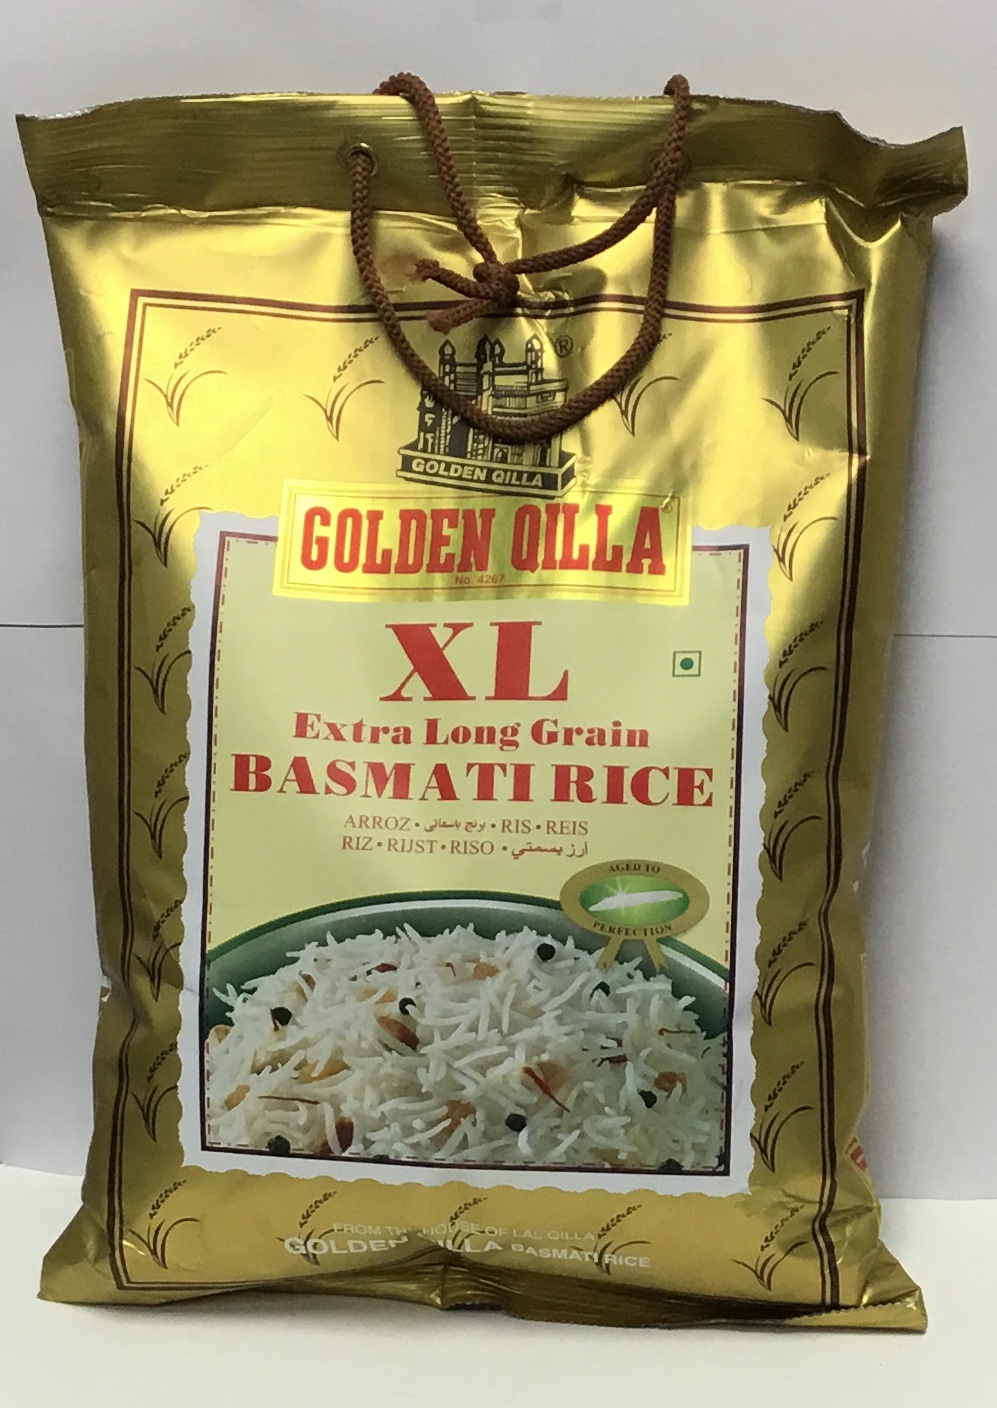 ®
GOLDEN QILLA
GOLDEN QILLA®
No. 4267
XL
Extra Long Grain
BASMATI RICE
ARROZ • برنج باسماتی • RIS • REIS
RIZ • RIJST • RISO • أرز بسمتي
AGED TO
PERFECTION
FROM THE HOUSE OF LAL QILLA
GOLDEN QILLA BASMATI RICE